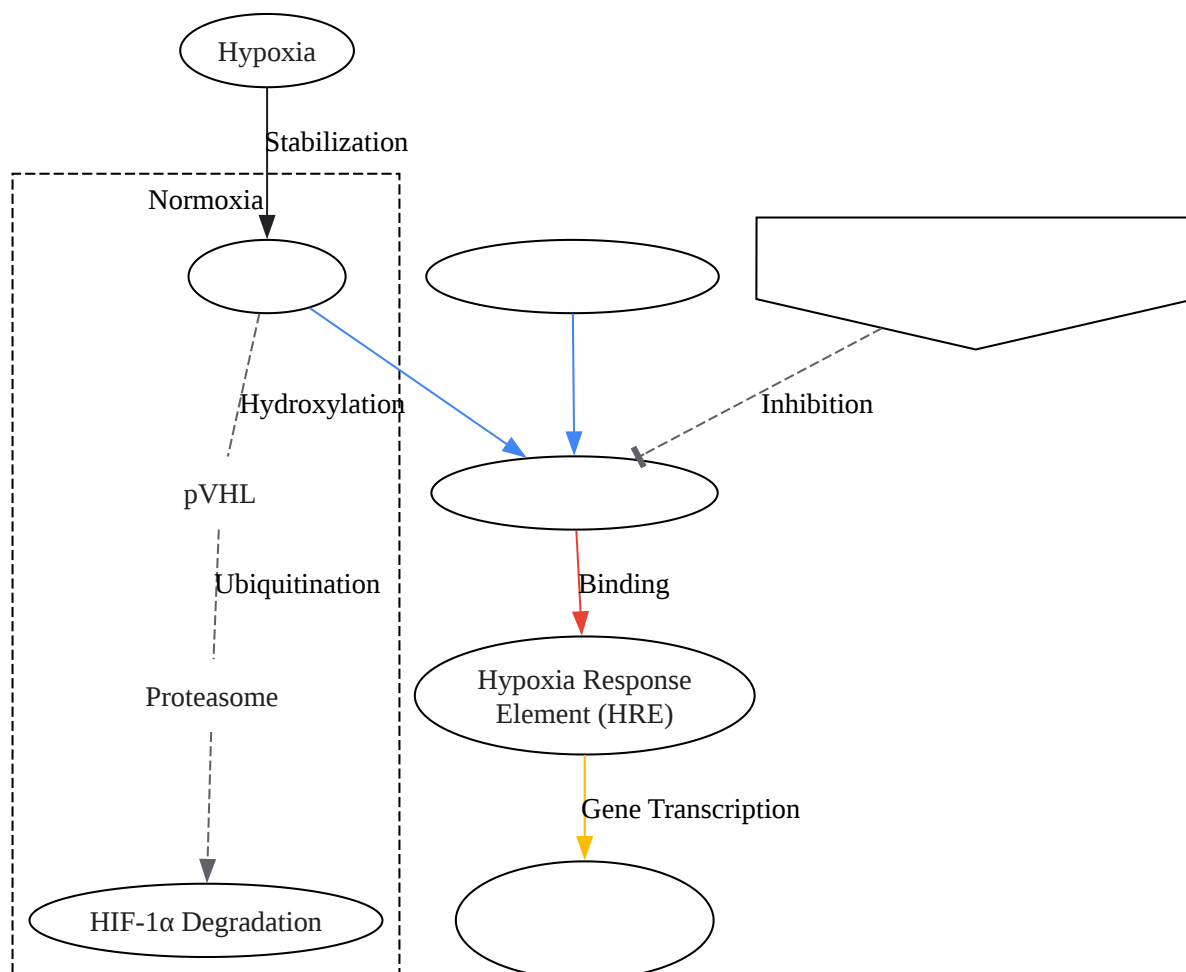 Hypoxia
Stabilization
Normoxia
Hydroxylation
Inhibition
pVHL
Ubiquitination
Binding
Hypoxia Response
Element (HRE)
Proteasome
Gene Transcription
HIF-1α Degradation